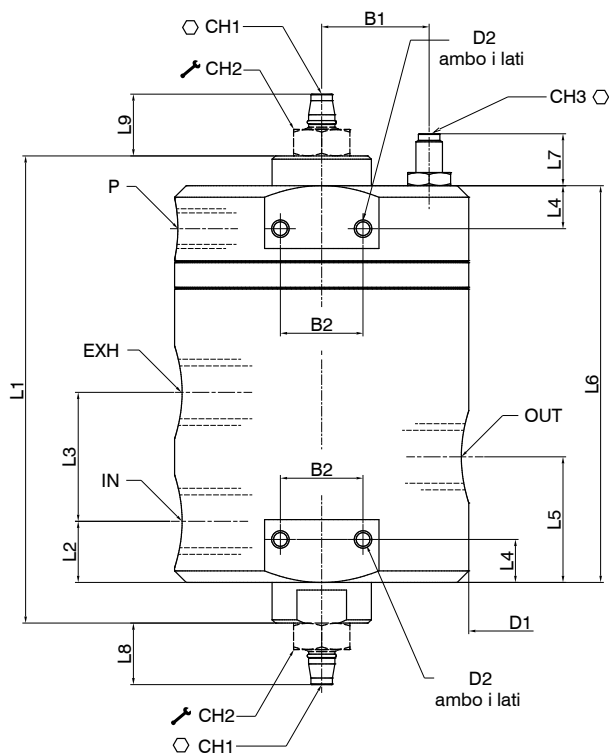 B1
CH1
D2
ambo i lati
CH2
CH3
L9
L7
P
L4
B2
EXH
L1
L6
OUT
L3
IN
B2
L5
L2
L4
D1
L8
D2
ambo i lati
CH2
CH1